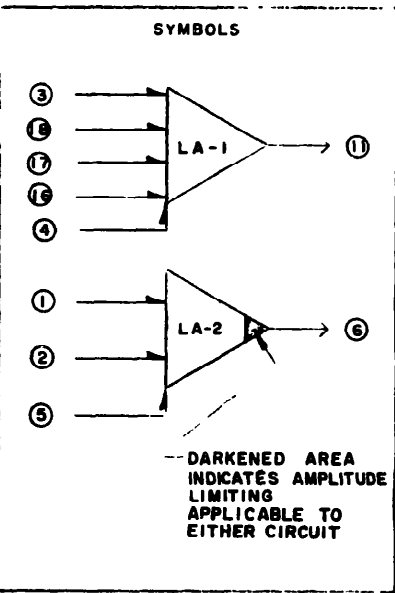 SYMBOLS
3
18
17
16
4
LA-1
11
1
2
5
LA-2
6
DARKENED AREA
INDICATES AMPLITUDE
LIMITING
APPLICABLE TO
EITHER CIRCUIT